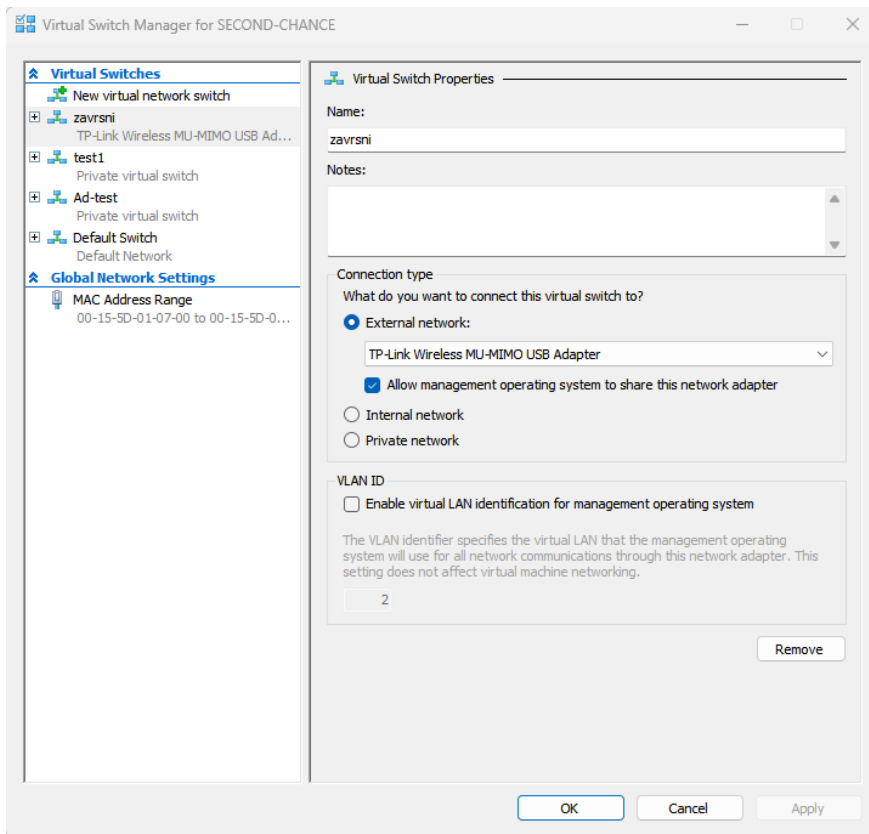 Virtual Switch Manager for SECOND-CHANCE
Virtual Switches
New virtual network switch
zavrsni
TP-Link Wireless MU-MIMO USB Ad...
test1
Private virtual switch
Ad-test
Private virtual switch
Default Switch
Default Network
Global Network Settings
MAC Address Range
00-15-5D-01-07-00 to 00-15-5D-0...
Virtual Switch Properties
Name:
zavrsni
Notes:
Connection type
What do you want to connect this virtual switch to?
External network:
TP-Link Wireless MU-MIMO USB Adapter
Allow management operating system to share this network adapter
Internal network
Private network
VLAN ID
Enable virtual LAN identification for management operating system
The VLAN identifier specifies the virtual LAN that the management operating
system will use for all network communications through this network adapter. This
setting does not affect virtual machine networking.
2
Remove
OK
Cancel
Apply